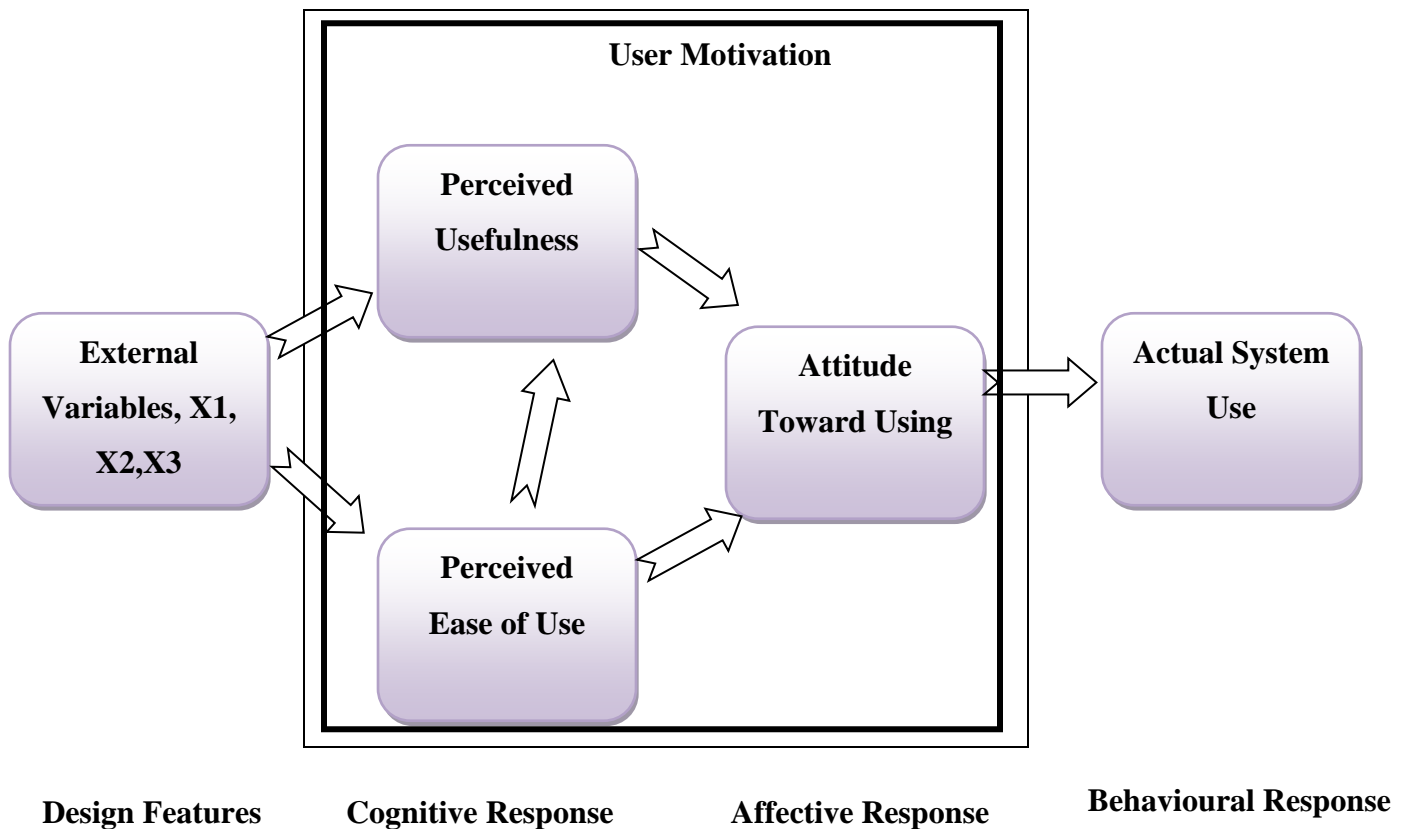 User Motivation
Perceived
Usefulness
External
Variables, X1,
X2,X3
Attitude
Toward Using
Actual System
Use
Perceived
Ease of Use
Design Features
Cognitive Response
Affective Response
Behavioural Response